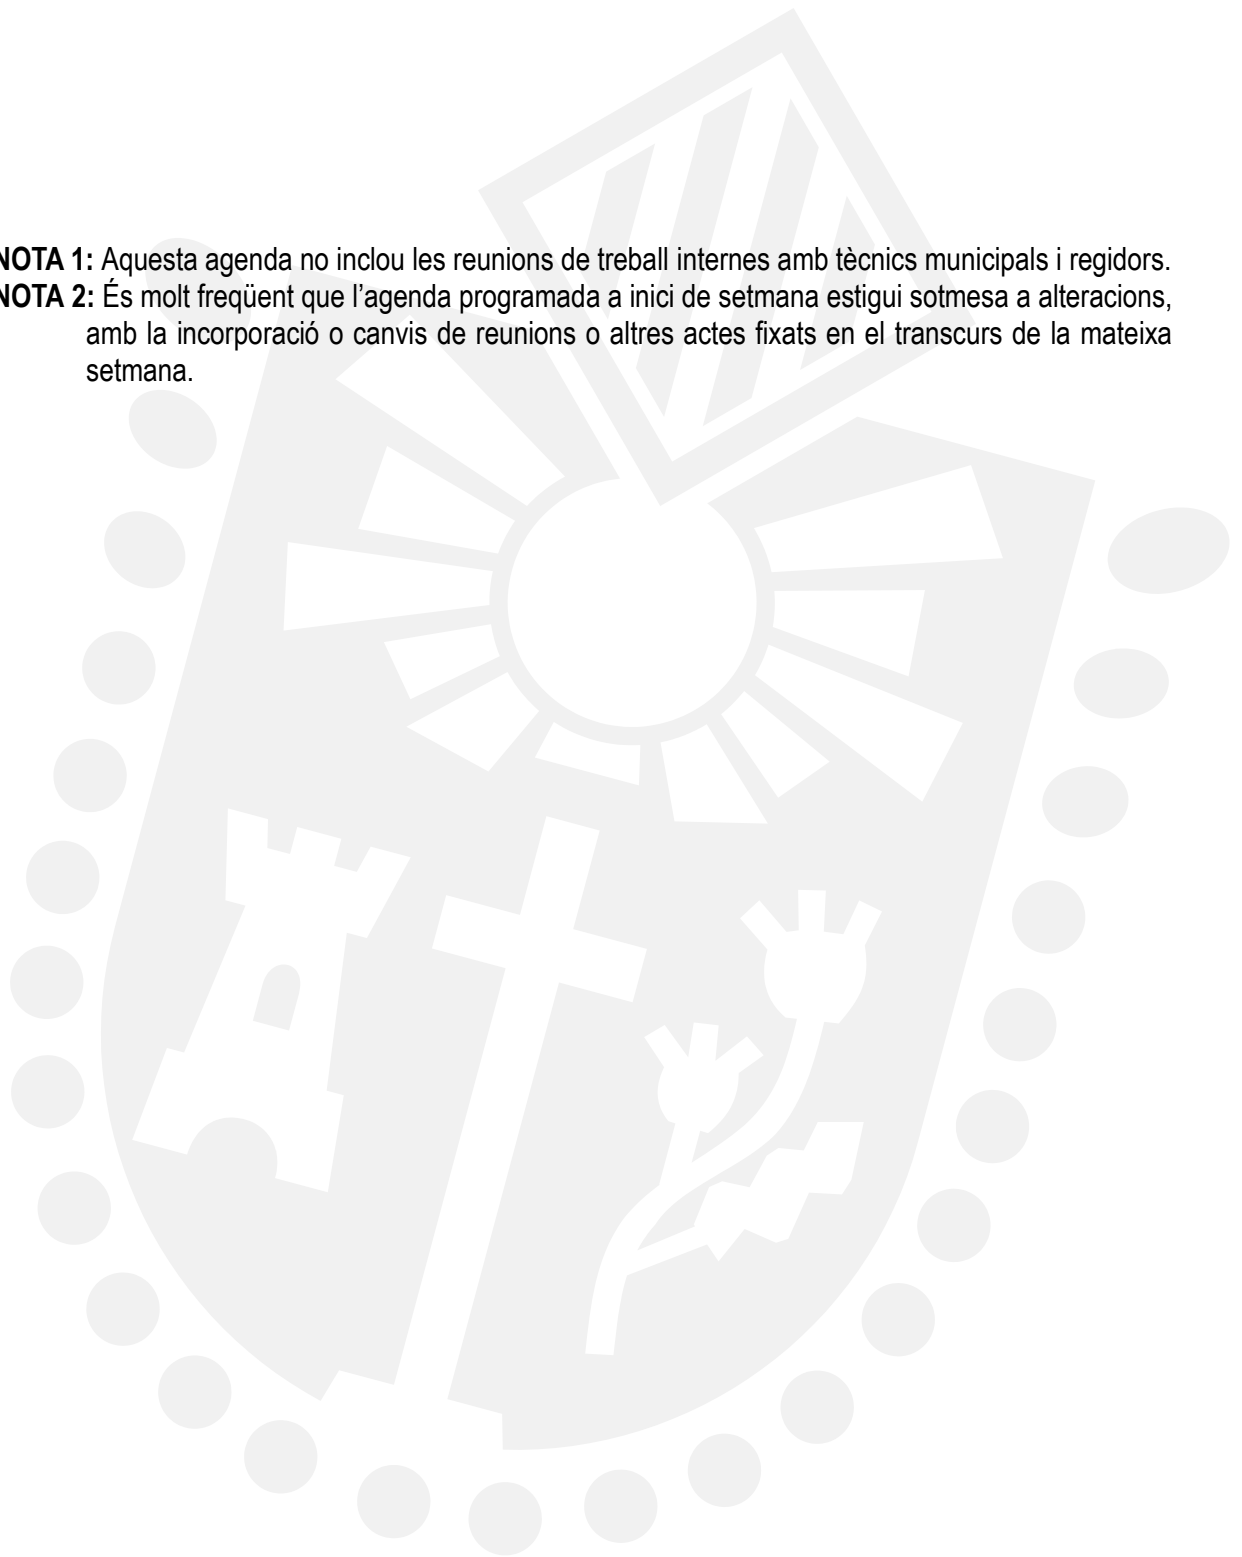 NOTA 1: Aquesta agenda no inclou les reunions de treball internes amb tècnics municipals i regidors.
NOTA 2: És molt freqüent que l’agenda programada a inici de setmana estigui sotmesa a alteracions,
amb la incorporació o canvis de reunions o altres actes fixats en el transcurs de la mateixa
setmana.